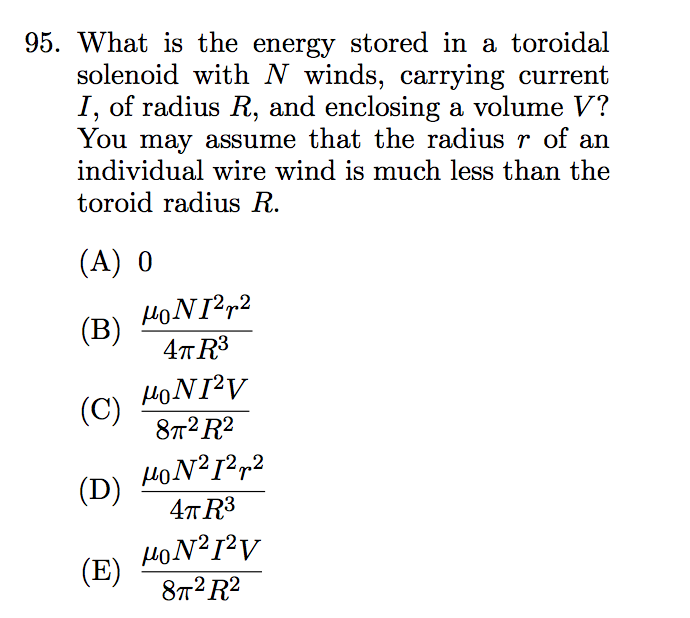 95. What is the energy stored in a toroidal
solenoid with N winds, carrying current
I, of radius R, and enclosing a volume V?
You may assume that the radius r of an
individual wire wind is much less than the
toroid radius R.
(A) 0
(B) \frac{\mu_0 N I^2 r^2}{4\pi R^3}
(C) \frac{\mu_0 N I^2 V}{8\pi^2 R^2}
(D) \frac{\mu_0 N^2 I^2 r^2}{4\pi R^3}
(E) \frac{\mu_0 N^2 I^2 V}{8\pi^2 R^2}